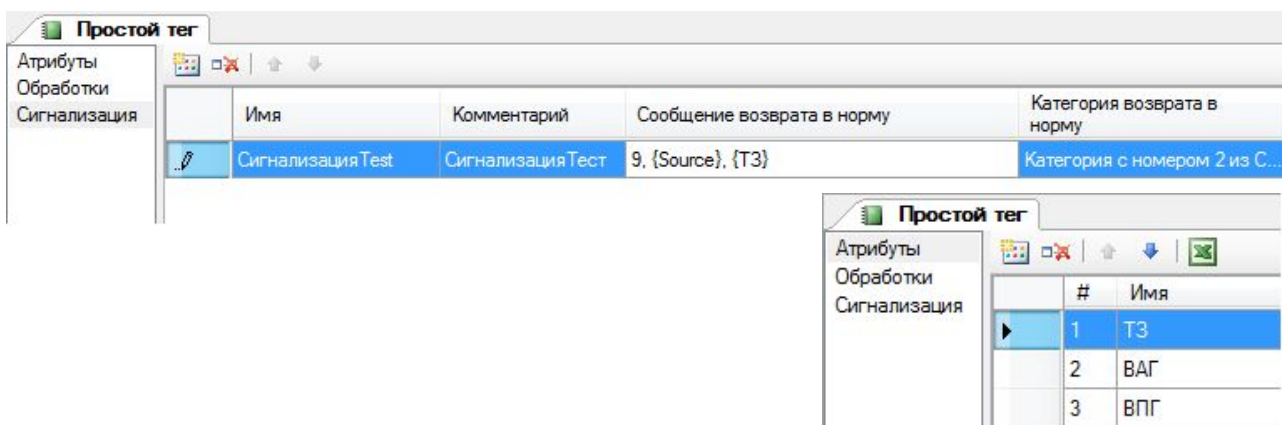 Простой тег
Атрибуты
Обработки
Сигнализация
Имя Комментарий Сообщение возврата в норму Категория возврата в
норму
СигнализацияTest СигнализацияТест 9, {Source}, {ТЗ} Категория с номером 2 из С...
Простой тег
Атрибуты
Обработки
Сигнализация
# Имя
1 ТЗ
2 ВАГ
3 ВПГ